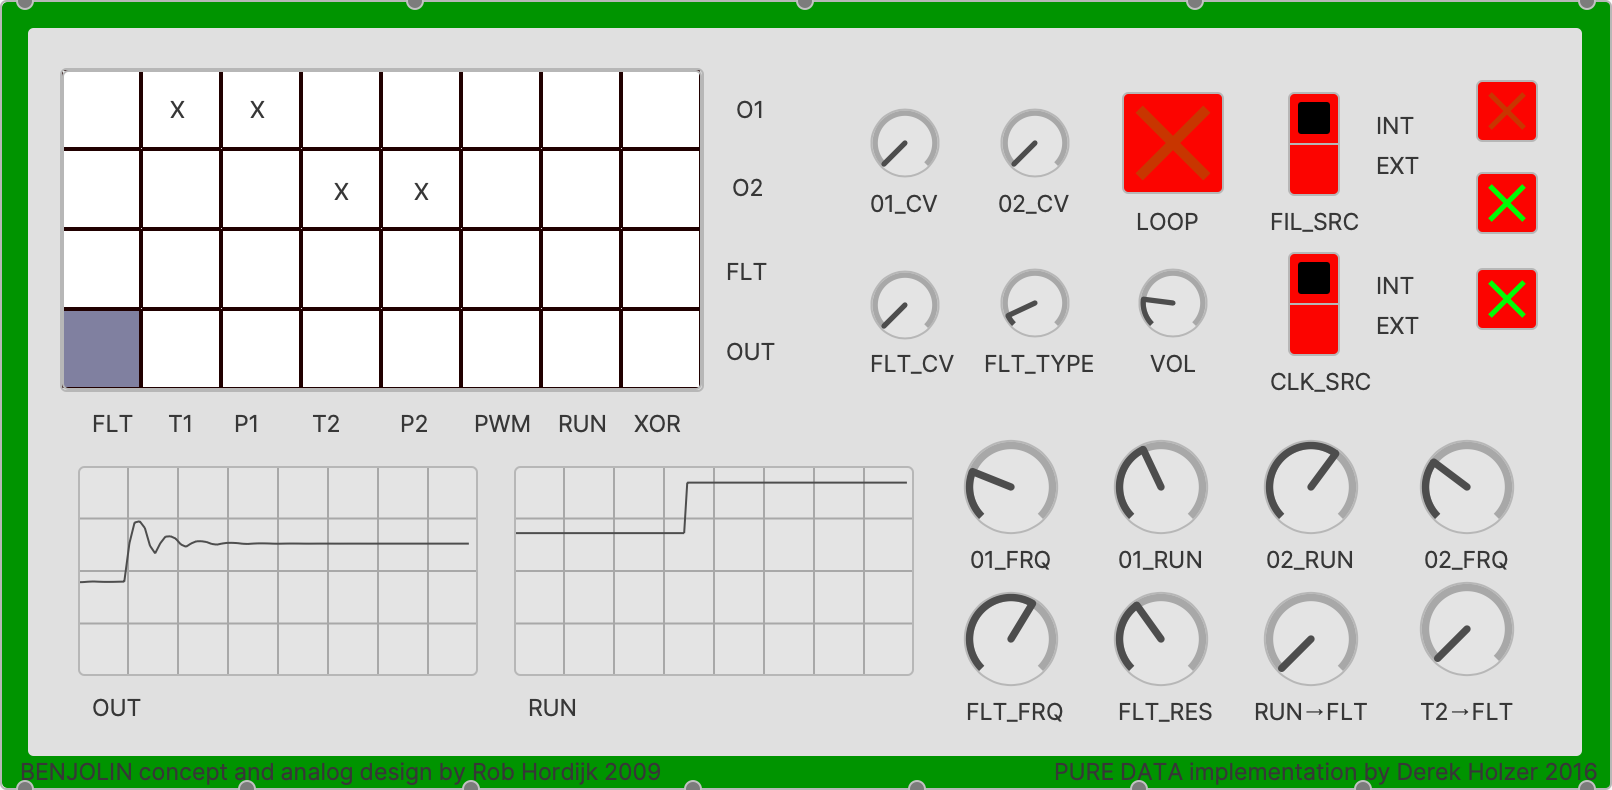 X X O1
X X O2
FLT
OUT
FLT T1 P1 T2 P2 PWM RUN XOR
01_CV 02_CV LOOP FIL_SRC
INT
EXT
FLT_CV FLT_TYPE VOL CLK_SRC
INT
EXT
01_FRQ 01_RUN 02_RUN 02_FRQ
FLT_FRQ FLT_RES RUN→FLT T2→FLT
OUT RUN
BENJOLIN concept and analog design by Rob Hordijk 2009
PURE DATA implementation by Derek Holzer 2016